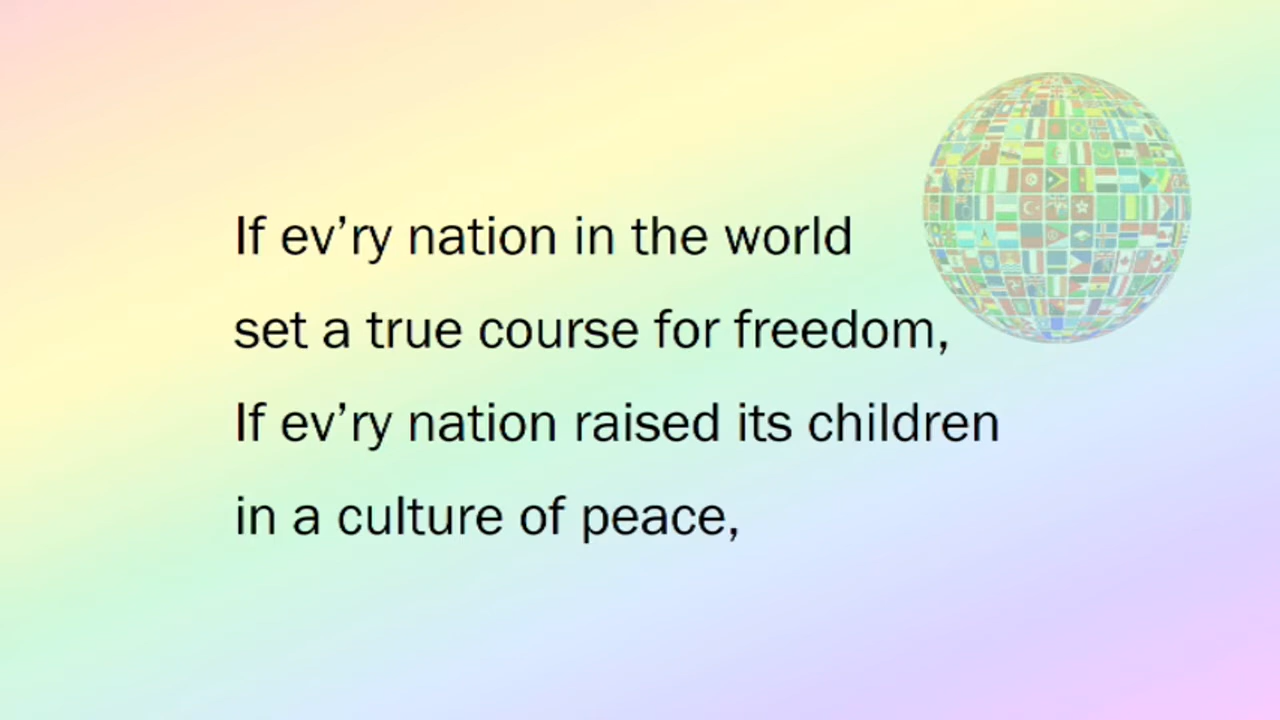 If ev’ry nation in the world
set a true course for freedom,
If ev’ry nation raised its children
in a culture of peace,